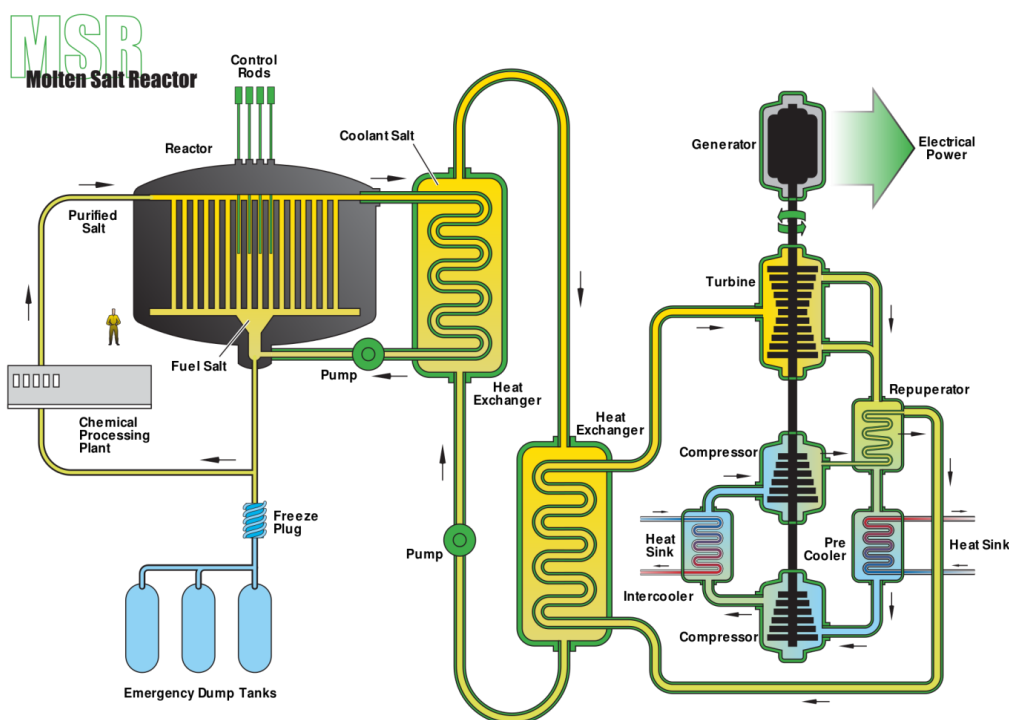 MSR
Molten Salt Reactor
Control
Rods
Coolant Salt
Reactor
Generator
Electrical
Power
Purified
Salt
Turbine
Fuel Salt
Pump
Heat
Exchanger
Repuperator
Chemical
Processing
Plant
Heat
Exchanger
Compressor
Freeze
Plug
Pump
Heat
Sink
Pre
Cooler
Heat Sink
Intercooler
Compressor
Emergency Dump Tanks